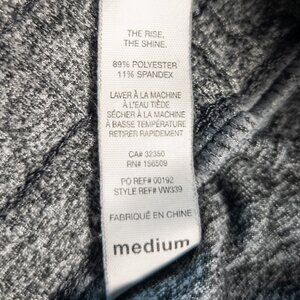 THE RISE,
THE SHINE.
89% POLYESTER
11% SPANDEX
LAVER À LA MACHINE
À L'EAU TIÈDE
SÉCHER À LA MACHINE
À BASSE TEMPÉRATURE
RETIRER RAPIDEMENT
CA# 32350
RN# 156509
PO REF# 00192
STYLE REF# VW339
FABRIQUÉ EN CHINE
medium